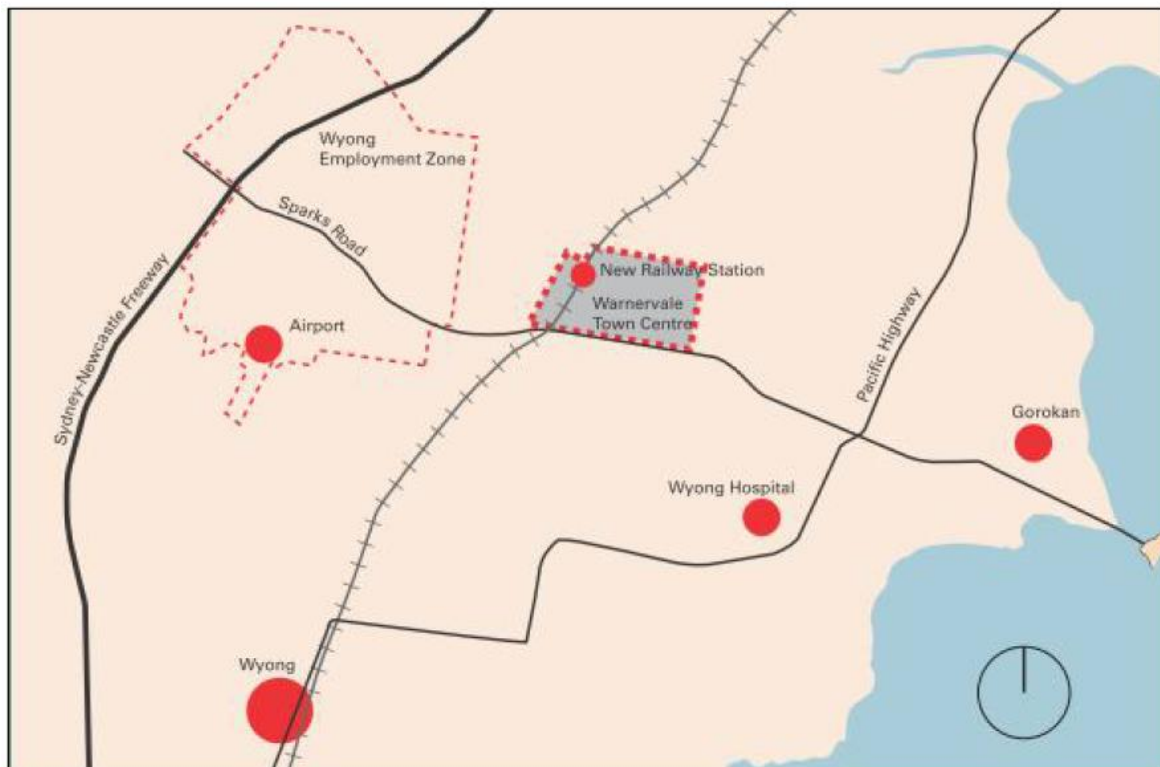 Wyong
Employment Zone
Sparks Road
New Railway Station
Warnervale
Town Centre
Airport
Sydney-Newcastle Freeway
Pacific Highway
Gorokan
Wyong Hospital
Wyong